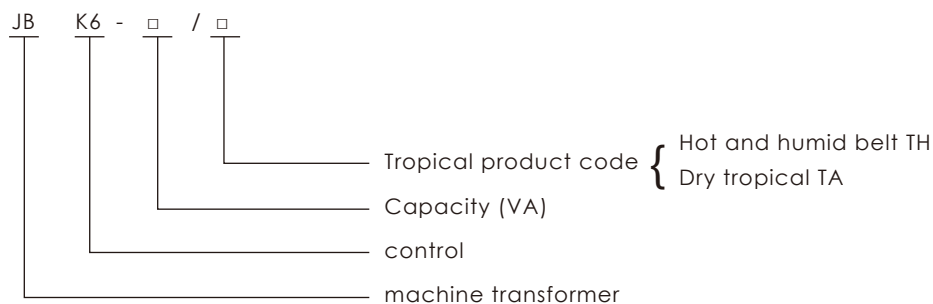 JB K6 - □ / □
Hot and humid belt TH
Tropical product code {
Dry tropical TA
Capacity (VA)
control
machine transformer